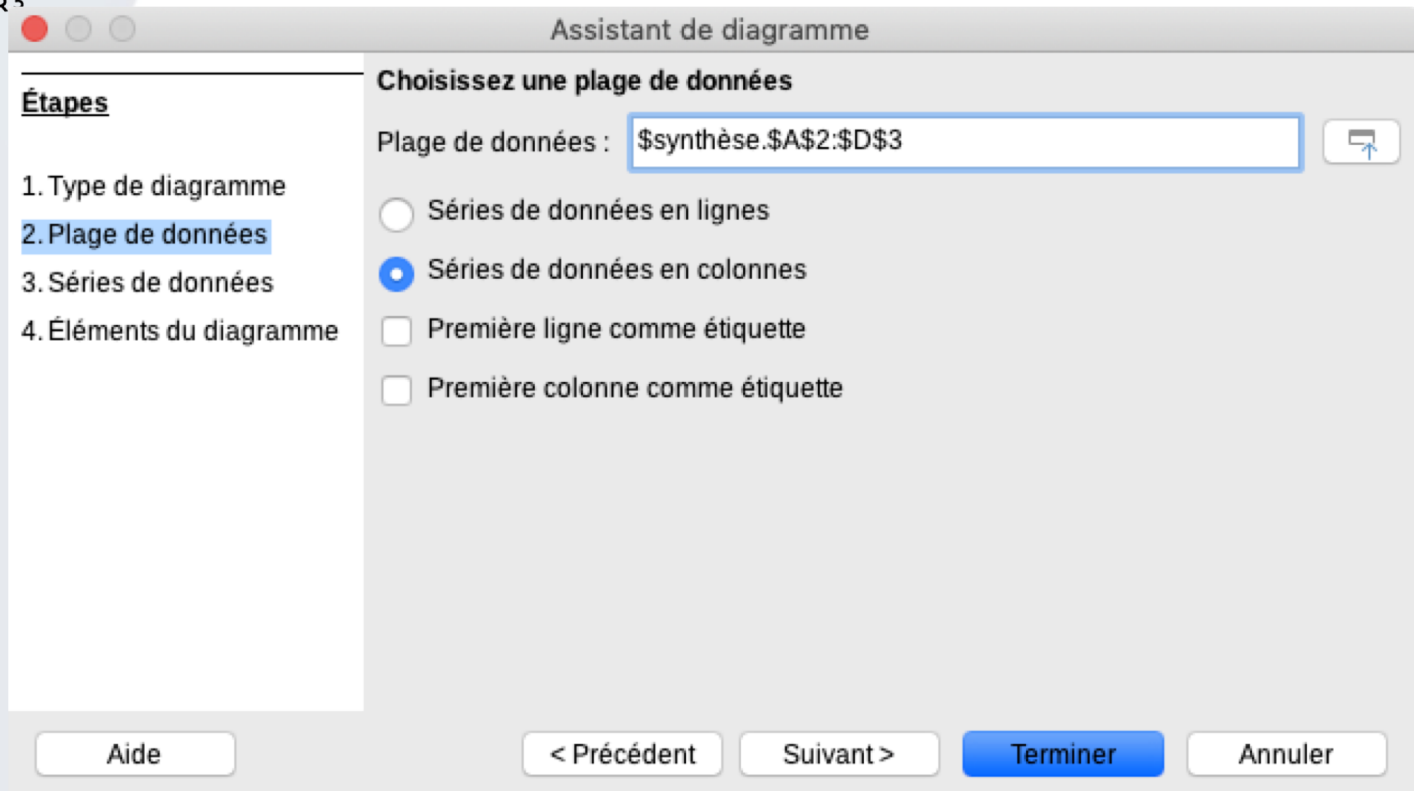 Assistant de diagramme
Étapes
1. Type de diagramme
2. Plage de données
3. Séries de données
4. Éléments du diagramme
Choisissez une plage de données
Plage de données : $synthèse.$A$2:$D$3
Séries de données en lignes
Séries de données en colonnes
Première ligne comme étiquette
Première colonne comme étiquette
Aide
< Précédent
Suivant >
Terminer
Annuler